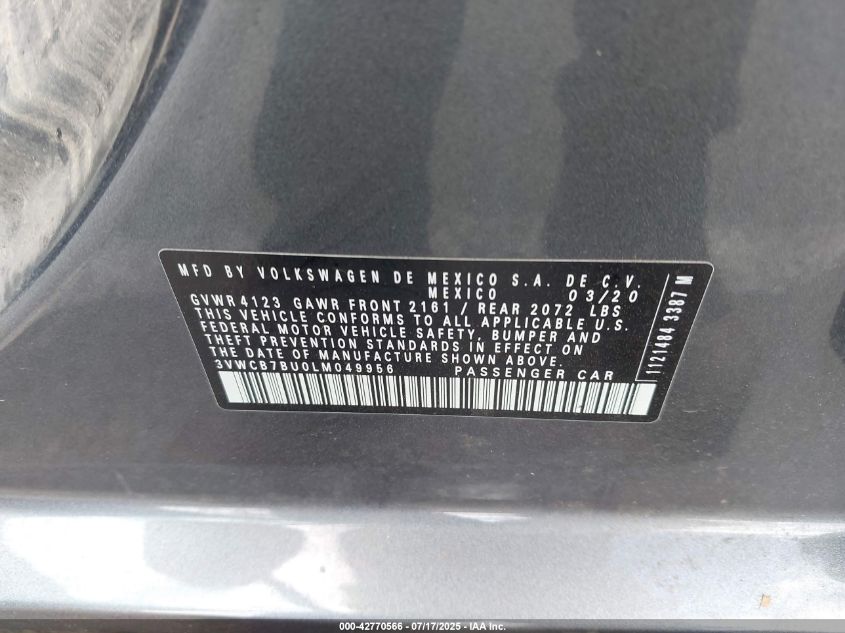 MFD BY VOLKSWAGEN DE MEXICO S.A. DE C.V.
MEXICO 03/20
GVWR 4123 GAWR FRONT 2161 / REAR 2072 LBS
THIS VEHICLE CONFORMS TO ALL APPLICABLE U.S.
FEDERAL MOTOR VEHICLE SAFETY, BUMPER AND
THEFT PREVENTION STANDARDS IN EFFECT ON
THE DATE OF MANUFACTURE SHOWN ABOVE.
3VWCB7BU0LM049956 PASSENGER CAR
1121484 3387 M
000-42770566 - 07/17/2025 - IAA Inc.